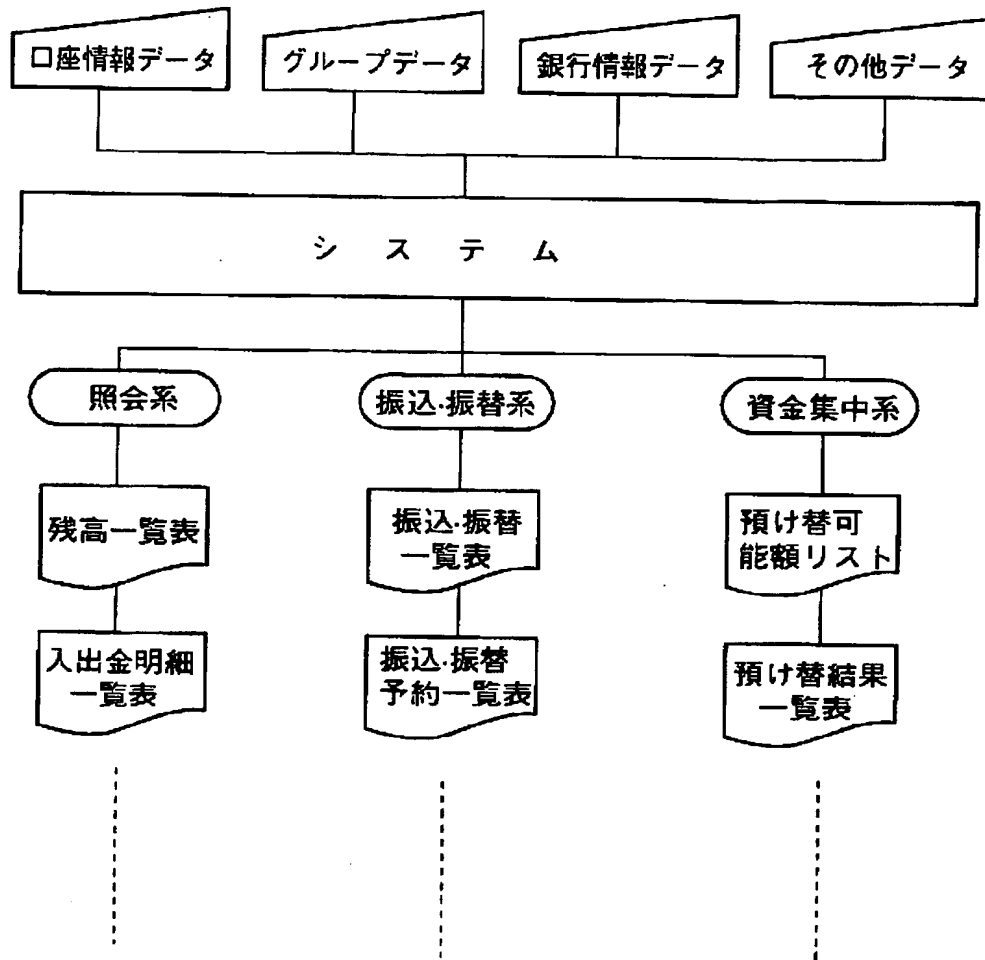 口座情報データ
グループデータ
銀行情報データ
その他データ
システム
照会系
振込・振替系
資金集中系
残高一覧表
振込・振替
一覧表
預け替可
能額リスト
入出金明細
一覧表
振込・振替
予約一覧表
預け替結果
一覧表